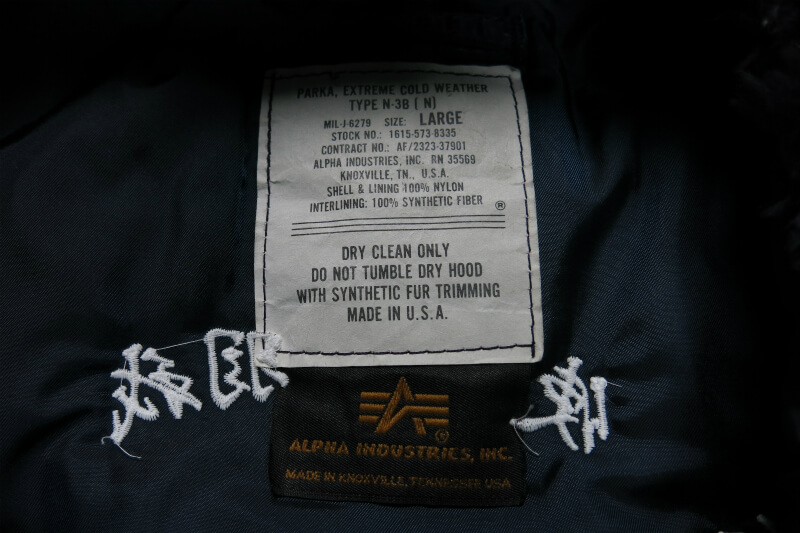 PARKA, EXTREME COLD WEATHER
TYPE N-3B (N)
MIL-J-6279 SIZE: LARGE
STOCK NO.: 1615-573-8335
CONTRACT NO.: AF/2323-37901
ALPHA INDUSTRIES, INC. RN 35569
KNOXVILLE, TN., U.S.A.
SHELL & LINING 100% NYLON
INTERLINING: 100% SYNTHETIC FIBER ®
DRY CLEAN ONLY
DO NOT TUMBLE DRY HOOD
WITH SYNTHETIC FUR TRIMMING
MADE IN U.S.A.
®
ALPHA INDUSTRIES, INC.
MADE IN KNOXVILLE, TENNESSEE USA